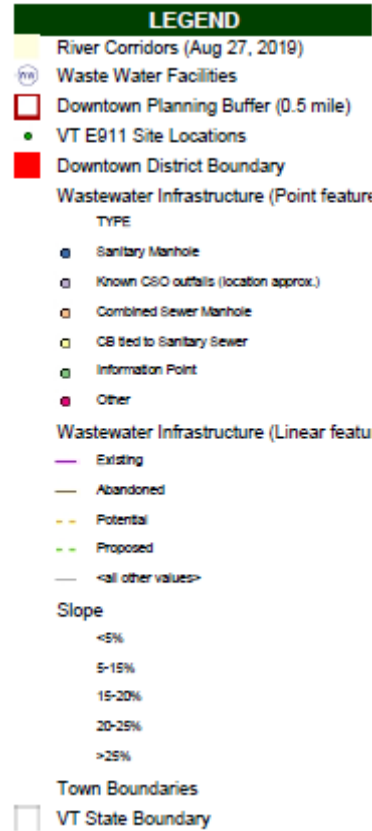 LEGEND
River Corridors (Aug 27, 2019)
WW
Waste Water Facilities
Downtown Planning Buffer (0.5 mile)
VT E911 Site Locations
Downtown District Boundary
Wastewater Infrastructure (Point feature
TYPE
Sanitary Manhole
Known CSO outfalls (location approx.)
Combined Sewer Manhole
CB tied to Sanitary Sewer
Information Point
Other
Wastewater Infrastructure (Linear featu
Existing
Abandoned
Potential
Proposed
<all other values>
Slope
<5%
5-15%
15-20%
20-25%
>25%
Town Boundaries
VT State Boundary